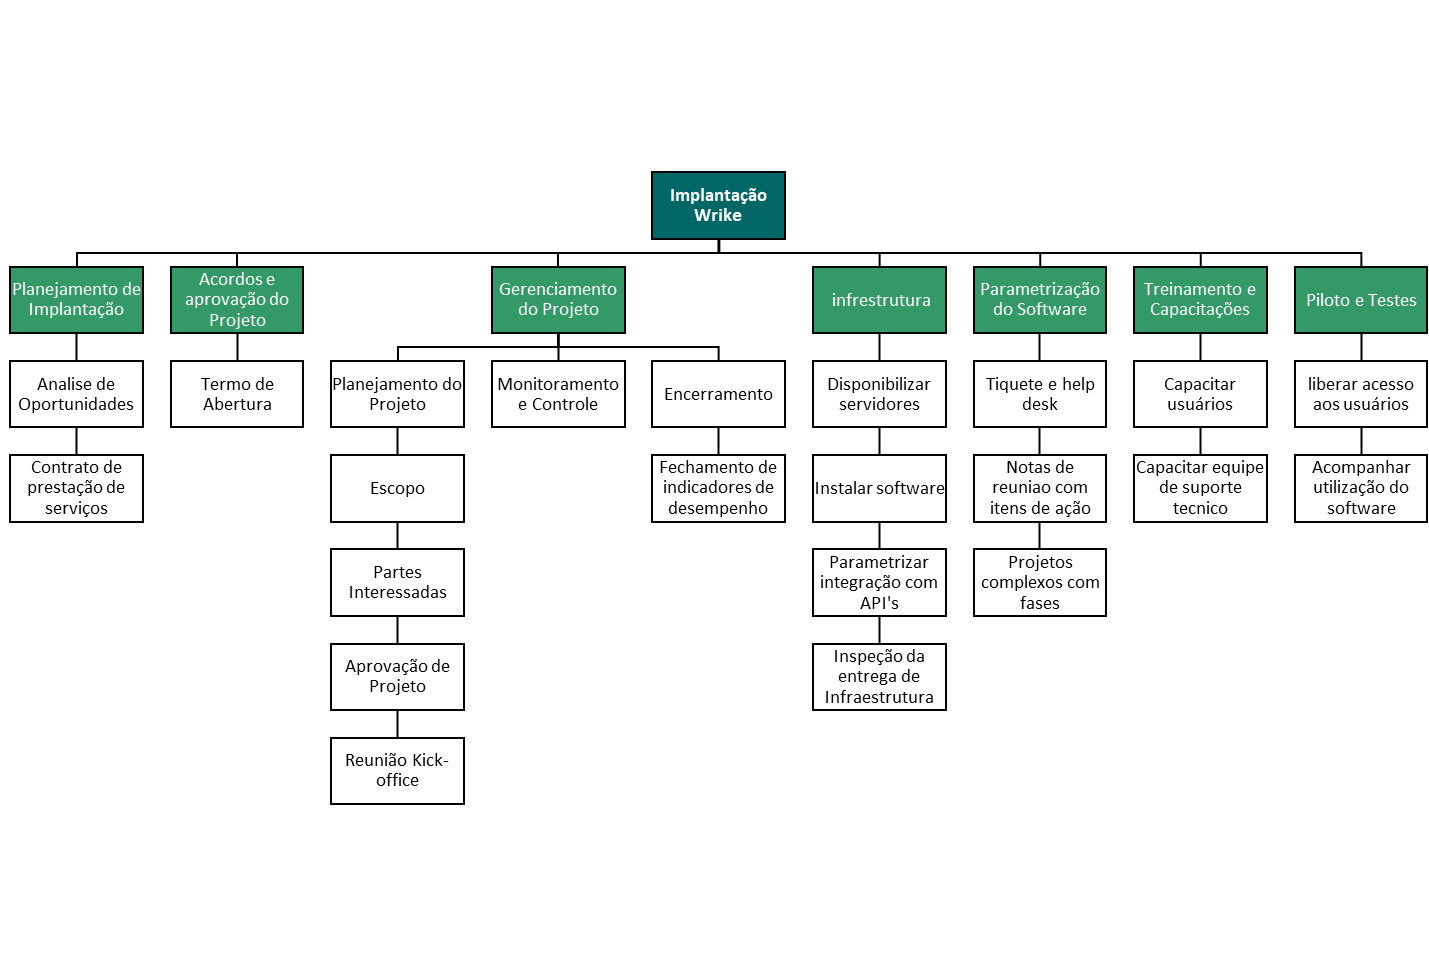 Implantação
Wrike
Planejamento de
Implantação
Acordos e
aprovação do
Projeto
Gerenciamento
do Projeto
infrestrutura
Parametrização
do Software
Treinamento e
Capacitações
Piloto e Testes
Analise de
Oportunidades
Termo de
Abertura
Planejamento do
Projeto
Monitoramento
e Controle
Encerramento
Disponibilizar
servidores
Tiquete e help
desk
Capacitar
usuários
liberar acesso
aos usuários
Contrato de
prestação de
serviços
Escopo
Fechamento de
indicadores de
desempenho
Instalar software
Notas de
reuniao com
itens de ação
Capacitar equipe
de suporte
tecnico
Acompanhar
utilização do
software
Partes
Interessadas
Parametrizar
integração com
API's
Projetos
complexos com
fases
Aprovação de
Projeto
Inspeção da
entrega de
Infraestrutura
Reunião Kick-
office